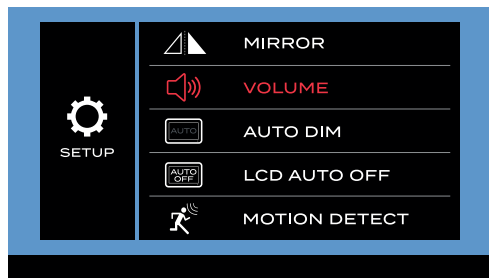 SETUP
MIRROR
VOLUME
AUTO
AUTO DIM
AUTO
OFF
LCD AUTO OFF
MOTION DETECT